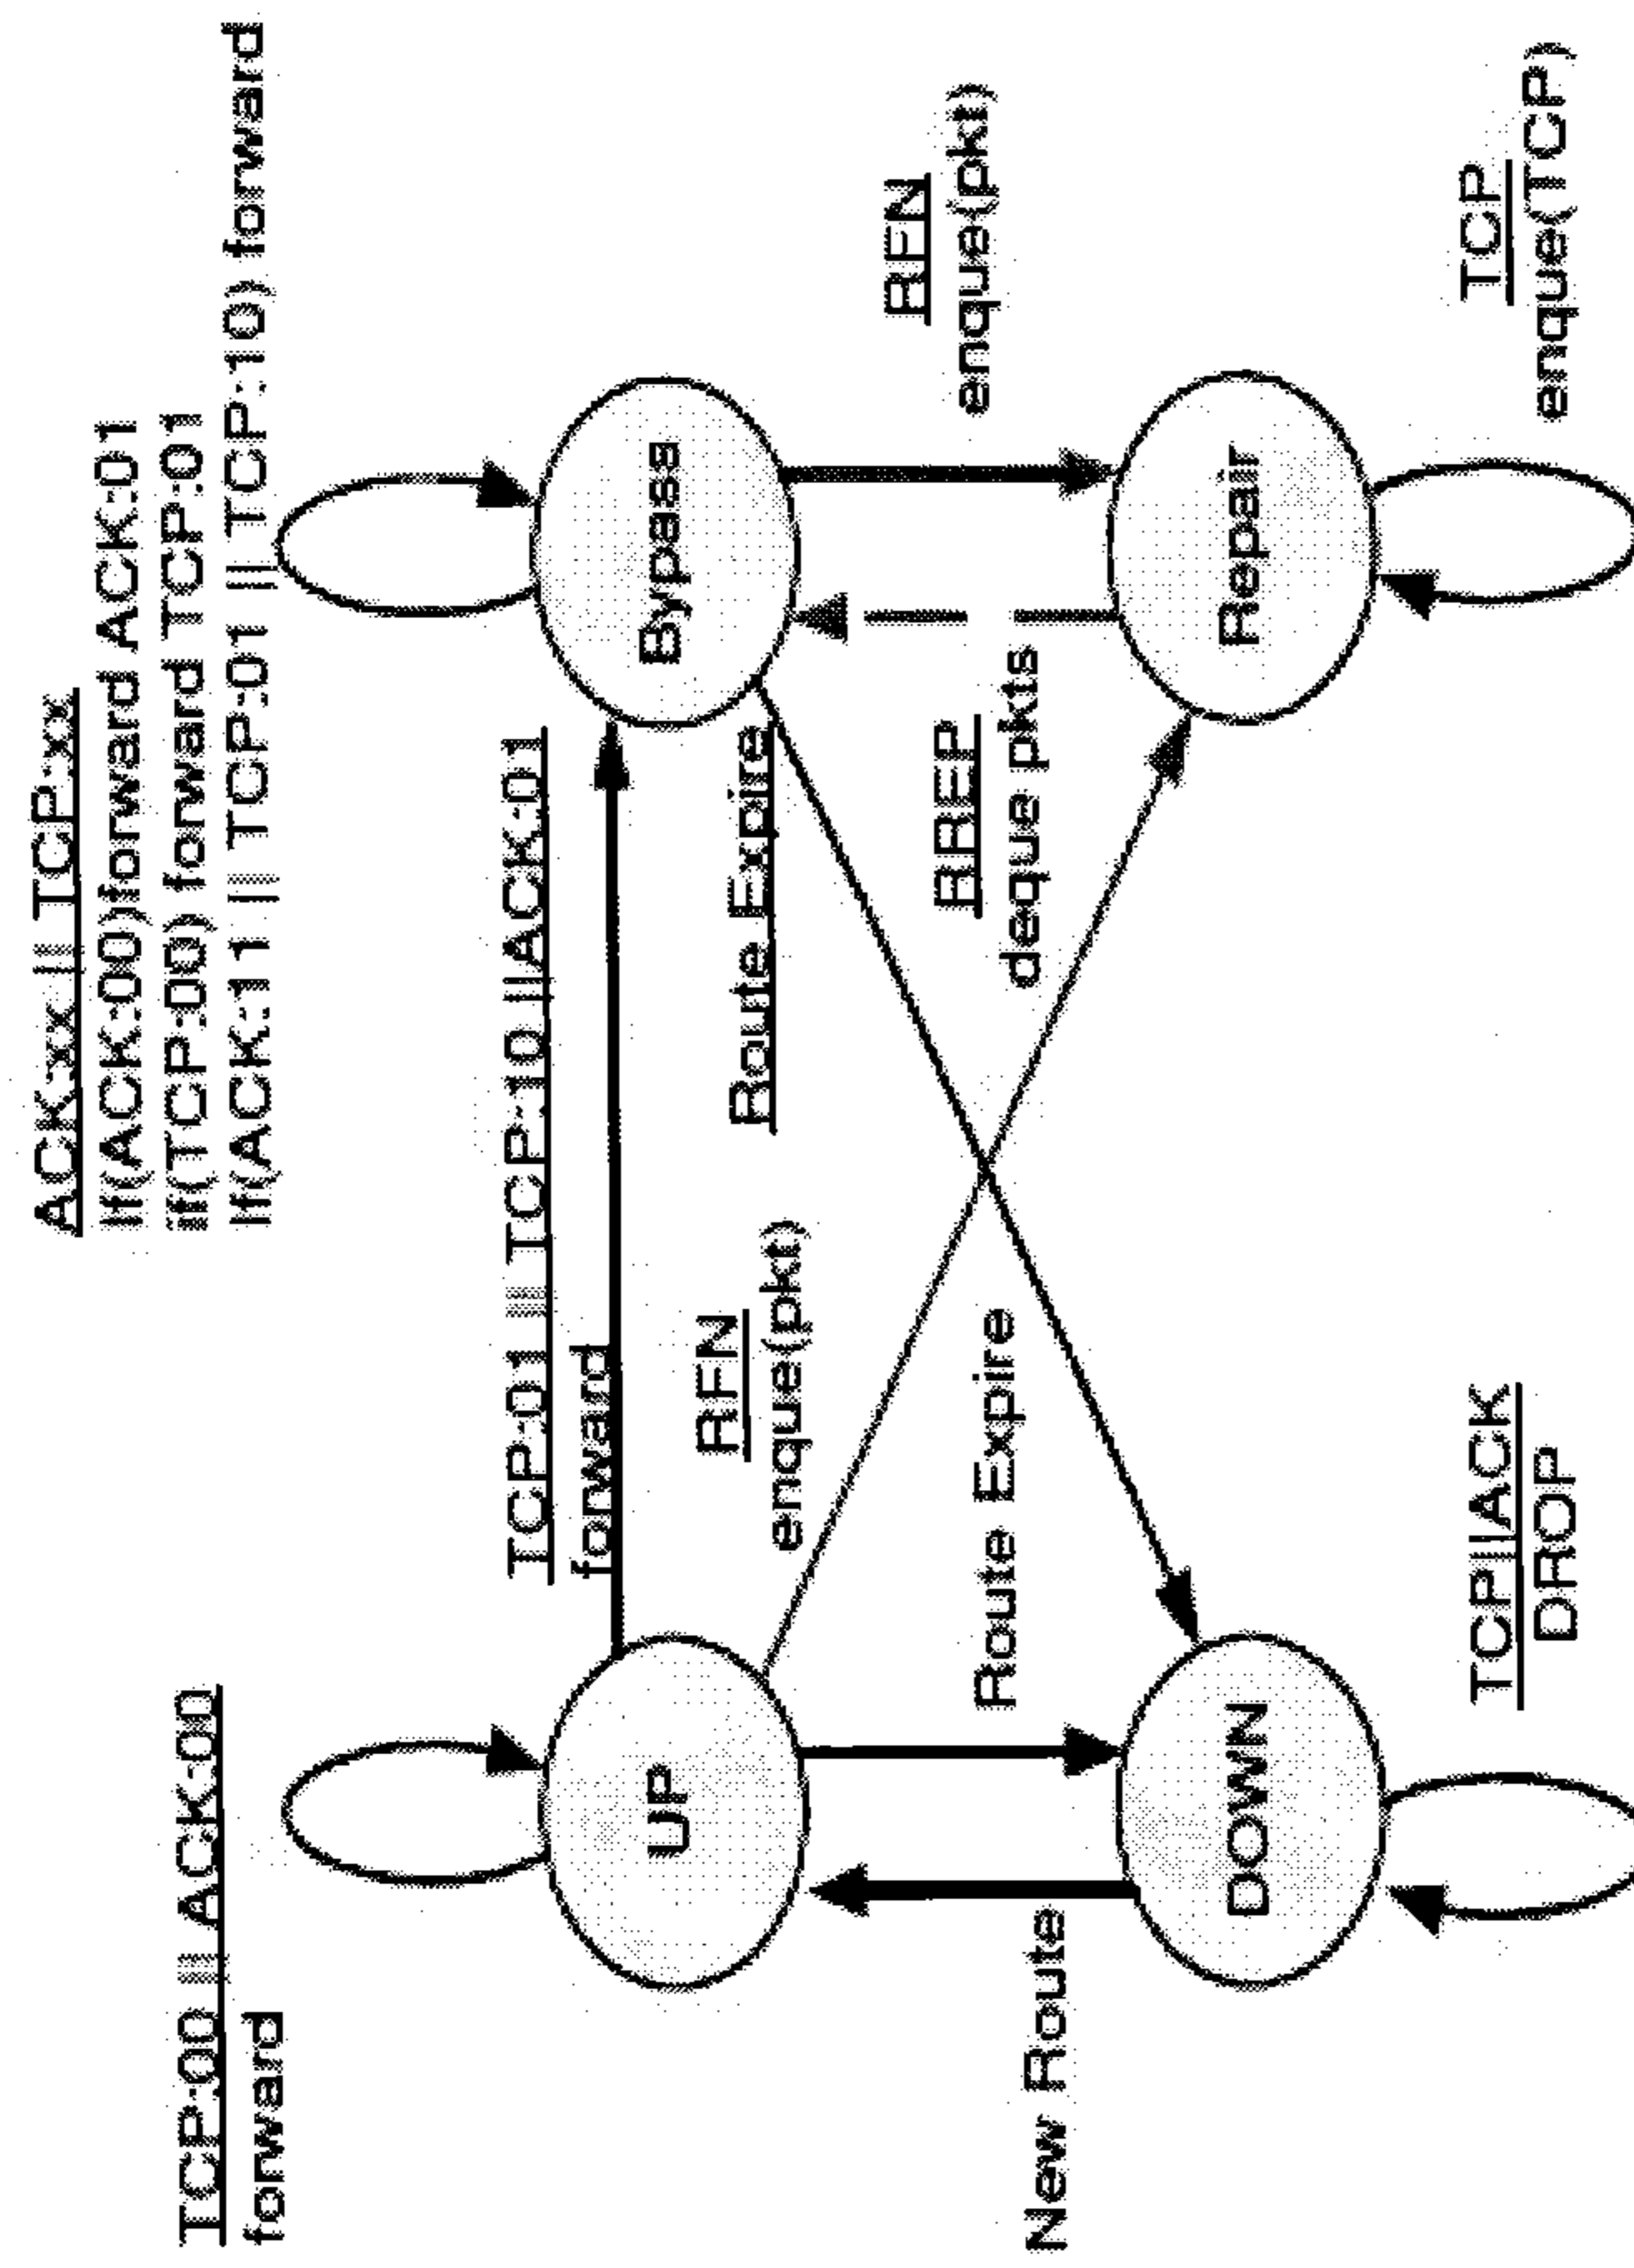 ACK:xx || TCP:xx
If(ACK:00)forward ACK:01
if(TCP:00) forward TCP:01
If(ACK:11 || TCP:01 || TCP:10) forward
TCP:00 || ACK:00
forward
TCP:01 || TCP:10 ||ACK:01
forward
UP
Bypass
RFN
enque(pkt)
Route Expire
RFN
enque(pkt)
RREP
deque pkts
New Route
Route Expire
DOWN
Repair
TCP||ACK
DROP
TCP
enque(TCP)